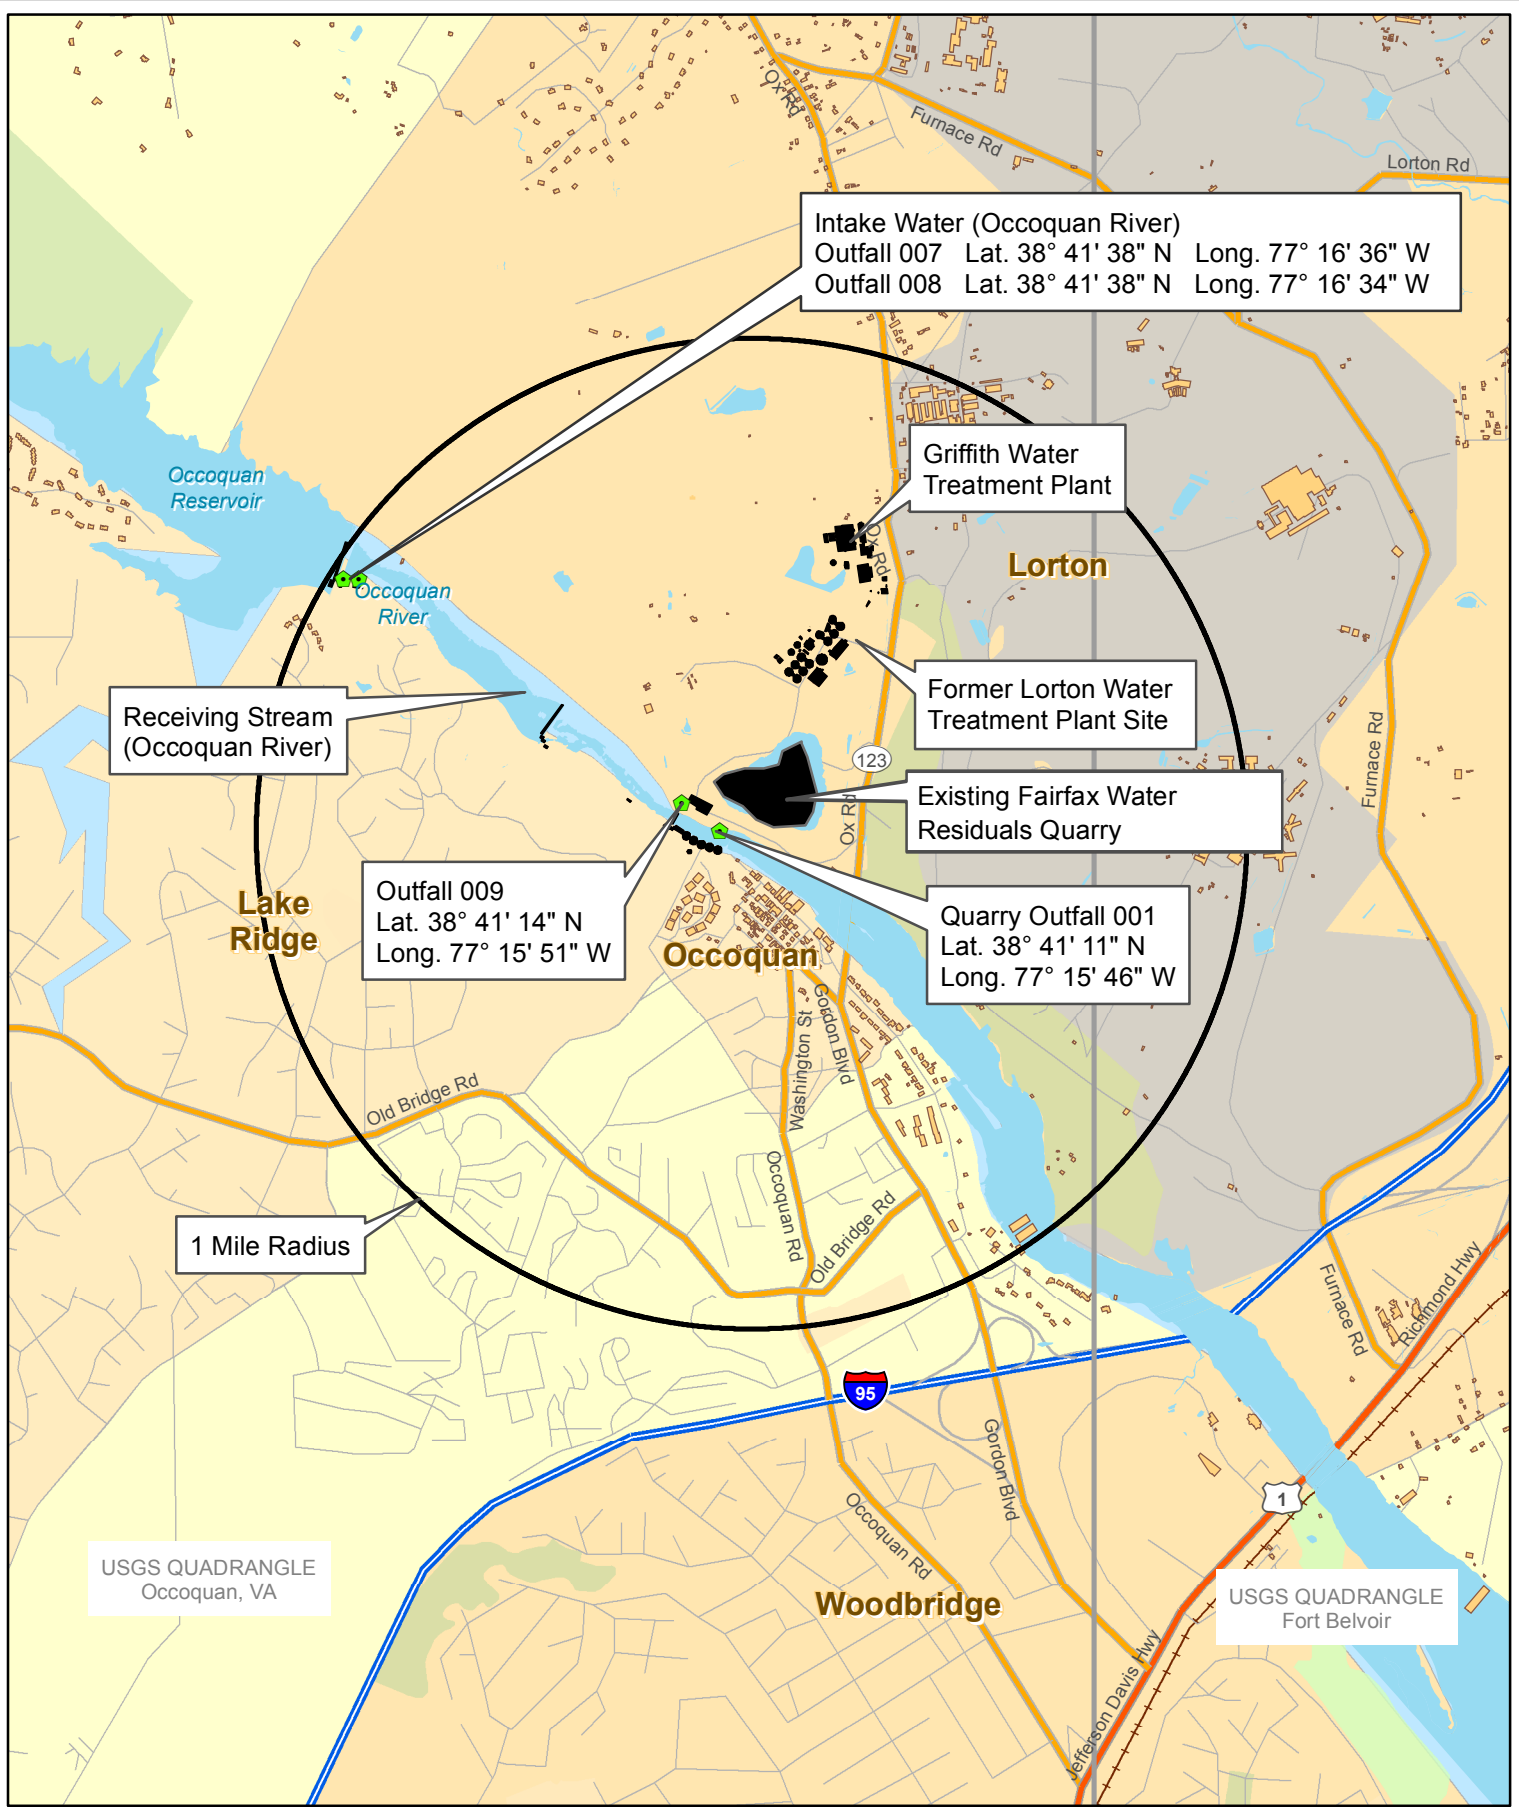 Ox Rd
Furnace Rd
Lorton Rd
Intake Water (Occoquan River)
Outfall 007 Lat. 38° 41' 38" N Long. 77° 16' 36" W
Outfall 008 Lat. 38° 41' 38" N Long. 77° 16' 34" W
Occoquan
Reservoir
Griffith Water
Treatment Plant
Ox Rd
Lorton
Occoquan
River
Former Lorton Water
Treatment Plant Site
Receiving Stream
(Occoquan River)
123
Furnace Rd
Existing Fairfax Water
Residuals Quarry
Ox Rd
Outfall 009
Lat. 38° 41' 14" N
Long. 77° 15' 51" W
Quarry Outfall 001
Lat. 38° 41' 11" N
Long. 77° 15' 46" W
Lake
Ridge
Occoquan
Washington St
Gordon Blvd
Old Bridge Rd
Occoquan Rd
Old Bridge Rd
1 Mile Radius
Furnace Rd
Richmond Hwy
95
Gordon Blvd
1
Occoquan Rd
USGS QUADRANGLE
Occoquan, VA
Woodbridge
USGS QUADRANGLE
Fort Belvoir
Jefferson Davis Hwy